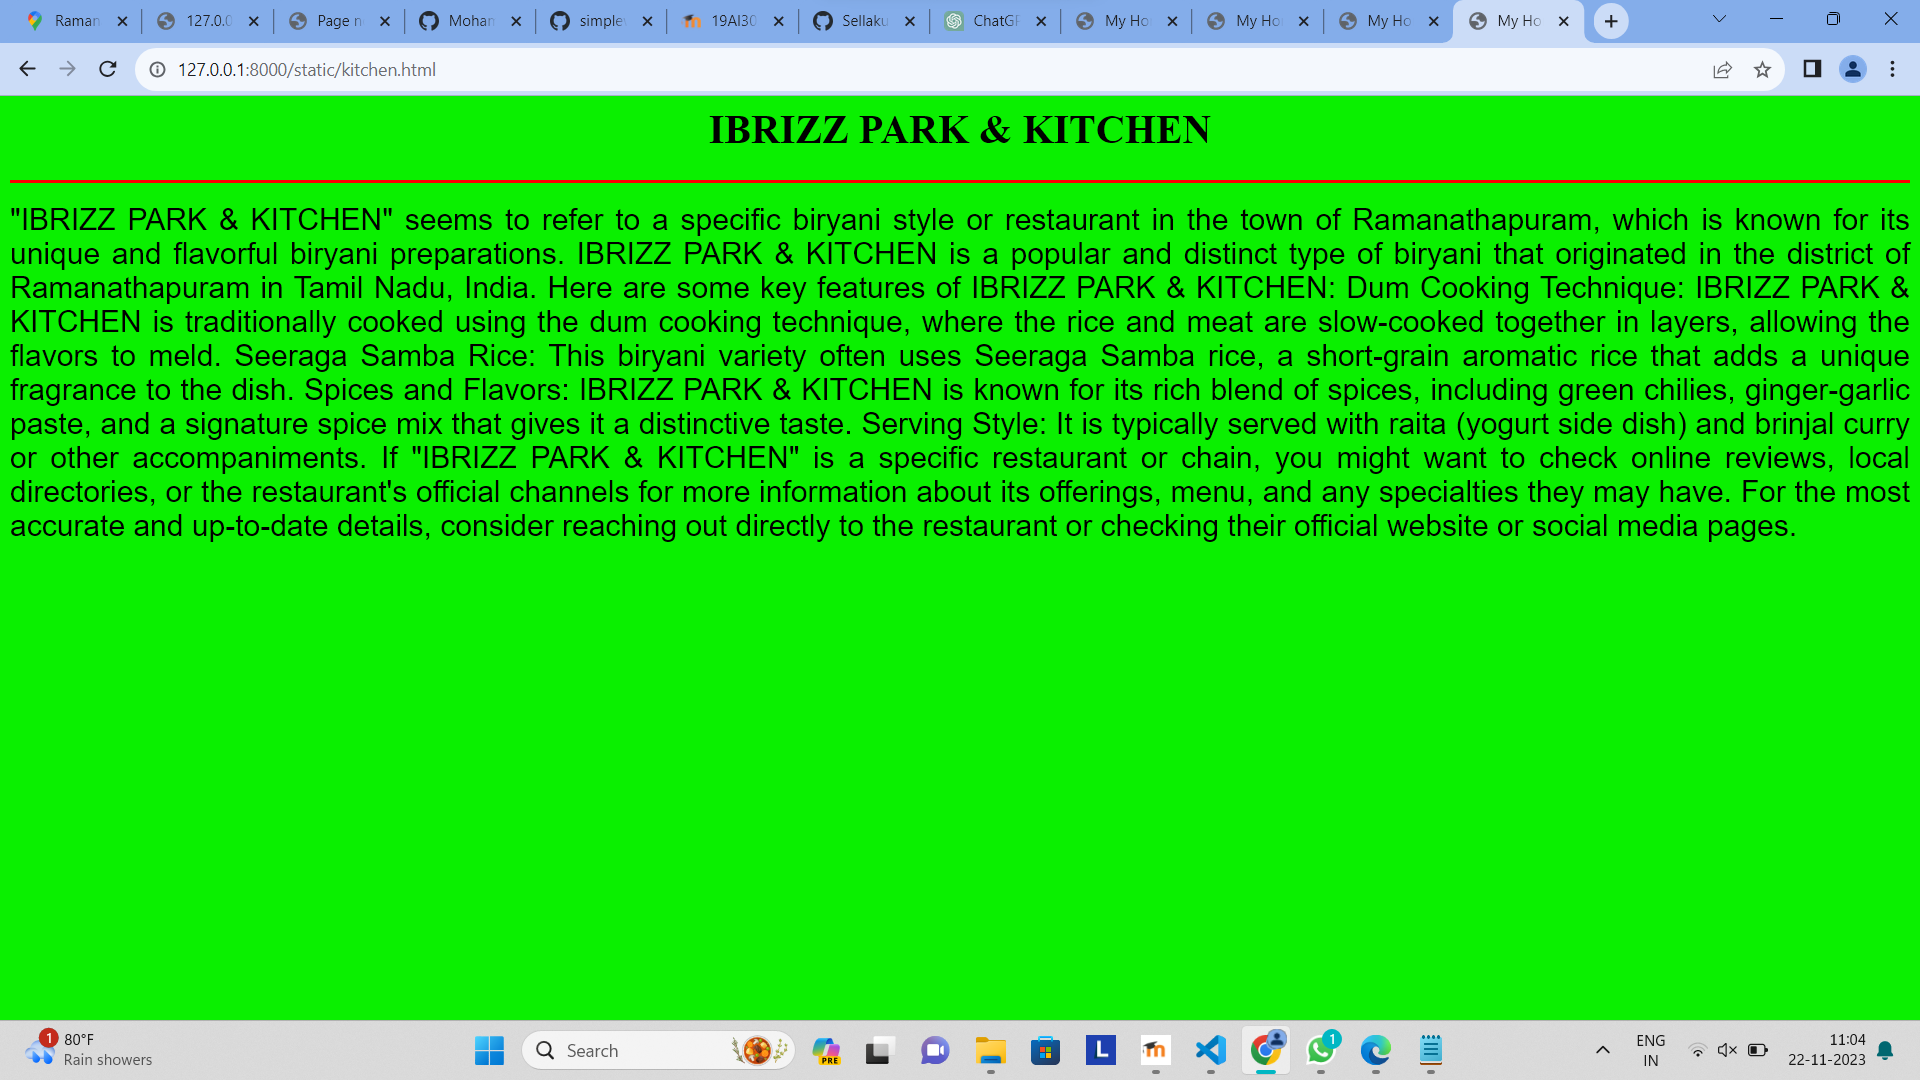 Raman
127.0.0
Page n
Mohan
simple
19AI30
Sellaku
ChatGP
My Ho
My Ho
My Ho
My Ho
127.0.0.1:8000/static/kitchen.html
IBRIZZ PARK & KITCHEN
"IBRIZZ PARK & KITCHEN" seems to refer to a specific biryani style or restaurant in the town of Ramanathapuram, which is known for its
unique and flavorful biryani preparations. IBRIZZ PARK & KITCHEN is a popular and distinct type of biryani that originated in the district of
Ramanathapuram in Tamil Nadu, India. Here are some key features of IBRIZZ PARK & KITCHEN: Dum Cooking Technique: IBRIZZ PARK &
KITCHEN is traditionally cooked using the dum cooking technique, where the rice and meat are slow-cooked together in layers, allowing the
flavors to meld. Seeraga Samba Rice: This biryani variety often uses Seeraga Samba rice, a short-grain aromatic rice that adds a unique
fragrance to the dish. Spices and Flavors: IBRIZZ PARK & KITCHEN is known for its rich blend of spices, including green chilies, ginger-garlic
paste, and a signature spice mix that gives it a distinctive taste. Serving Style: It is typically served with raita (yogurt side dish) and brinjal curry
or other accompaniments. If "IBRIZZ PARK & KITCHEN" is a specific restaurant or chain, you might want to check online reviews, local
directories, or the restaurant's official channels for more information about its offerings, menu, and any specialties they may have. For the most
accurate and up-to-date details, consider reaching out directly to the restaurant or checking their official website or social media pages.
1
80°F
Rain showers
Search
PRE
L
1
ENG
IN
11:04
22-11-2023